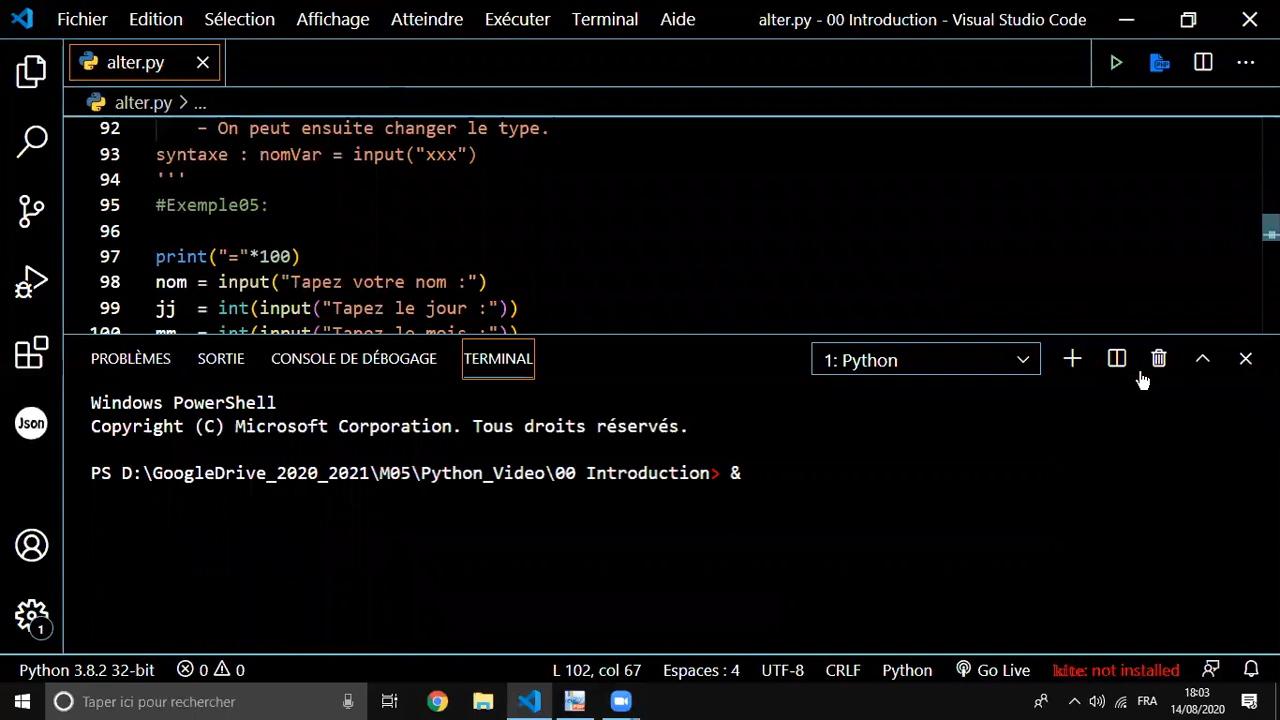 Fichier Edition Sélection Affichage Atteindre Exécuter Terminal Aide alter.py - 00 Introduction - Visual Studio Code
alter.py
alter.py > ...
92 - On peut ensuite changer le type.
93 syntaxe : nomVar = input("xxx")
94 '''
95 #Exemple05:
96
97 print("="*100)
98 nom = input("Tapez votre nom :")
99 jj = int(input("Tapez le jour :"))
100 mm = int(input("Tapez le mois :"))
PROBLÈMES SORTIE CONSOLE DE DÉBOGAGE TERMINAL 1: Python
Windows PowerShell
Copyright (C) Microsoft Corporation. Tous droits réservés.
PS D:\GoogleDrive_2020_2021\M05\Python_Video\00 Introduction> &
Json
1
Python 3.8.2 32-bit 0 0 L 102, col 67 Espaces : 4 UTF-8 CRLF Python Go Live kite: not installed
Taper ici pour rechercher FRA 18:03
14/08/2020